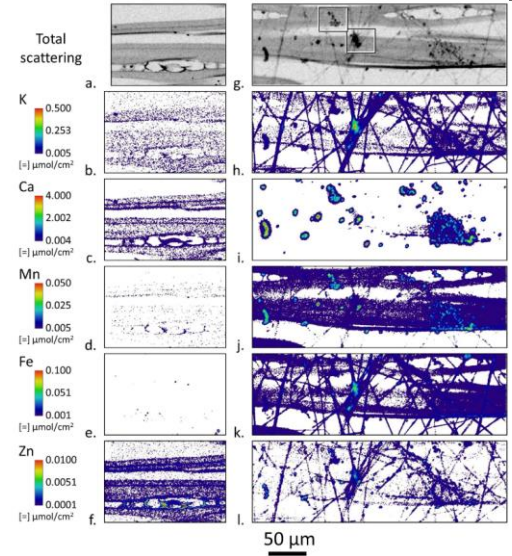 Total
scattering
a.
g.
K
0.500
0.253
0.005
[=] μmol/cm²
b.
h.
Ca
4.000
2.002
0.004
[=] μmol/cm²
c.
i.
Mn
0.050
0.030
0.005
[=] μmol/cm²
d.
j.
Fe
0.100
0.051
0.001
[=] μmol/cm²
e.
k.
Zn
0.0100
0.0051
0.0001
[=] μmol/cm²
f.
l.
50 μm